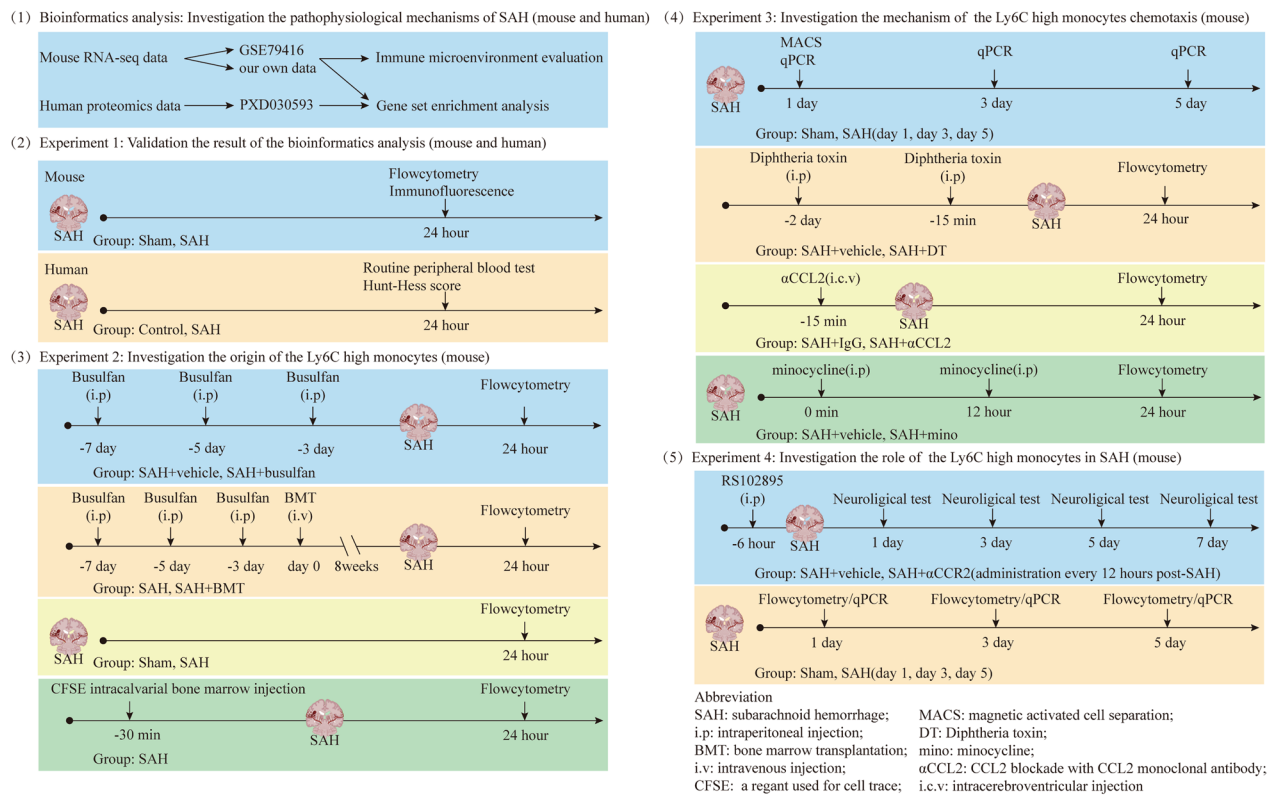 (1) Bioinformatics analysis: Investigation the pathophysiological mechanisms of SAH (mouse and human)
Mouse RNA-seq data
GSE79416
our own data
Immune microenvironment evaluation
Human proteomics data
PXD030593
Gene set enrichment analysis
(2) Experiment 1: Validation the result of the bioinformatics analysis (mouse and human)
Mouse
Flowcytometry
Immunofluorescence
SAH
24 hour
Group: Sham, SAH
Human
Routine peripheral blood test
Hunt-Hess score
SAH
24 hour
Group: Control, SAH
(3) Experiment 2: Investigation the origin of the Ly6C high monocytes (mouse)
Busulfan Busulfan Busulfan Flowcytometry
(i.p) (i.p) (i.p)
-7 day -5 day -3 day SAH 24 hour
Group: SAH+vehicle, SAH+busulfan
Busulfan Busulfan Busulfan BMT Flowcytometry
(i.p) (i.p) (i.p) (i.v)
-7 day -5 day -3 day day 0 8weeks SAH 24 hour
Group: SAH, SAH+BMT
Flowcytometry
SAH 24 hour
Group: Sham, SAH
CFSE intracalvarial bone marrow injection Flowcytometry
-30 min SAH 24 hour
Group: SAH
(4) Experiment 3: Investigation the mechanism of the Ly6C high monocytes chemotaxis (mouse)
MACS
qPCR qPCR qPCR
SAH 1 day 3 day 5 day
Group: Sham, SAH(day 1, day 3, day 5)
Diphtheria toxin Diphtheria toxin Flowcytometry
(i.p) (i.p)
-2 day -15 min SAH 24 hour
Group: SAH+vehicle, SAH+DT
αCCL2(i.c.v) Flowcytometry
-15 min SAH 24 hour
Group: SAH+IgG, SAH+αCCL2
minocycline(i.p) minocycline(i.p) Flowcytometry
SAH 0 min 12 hour 24 hour
Group: SAH+vehicle, SAH+mino
(5) Experiment 4: Investigation the role of the Ly6C high monocytes in SAH (mouse)
RS102895
(i.p) Neuroligical test Neuroligical test Neuroligical test Neuroligical test
-6 hour SAH 1 day 3 day 5 day 7 day
Group: SAH+vehicle, SAH+αCCR2(administration every 12 hours post-SAH)
Flowcytometry/qPCR Flowcytometry/qPCR Flowcytometry/qPCR
SAH 1 day 3 day 5 day
Group: Sham, SAH(day 1, day 3, day 5)
Abbreviation
SAH: subarachnoid hemorrhage; MACS: magnetic activated cell separation;
i.p: intraperitoneal injection; DT: Diphtheria toxin;
BMT: bone marrow transplantation; mino: minocycline;
i.v: intravenous injection; αCCL2: CCL2 blockade with CCL2 monoclonal antibody;
CFSE: a regant used for cell trace; i.c.v: intracerebroventricular injection